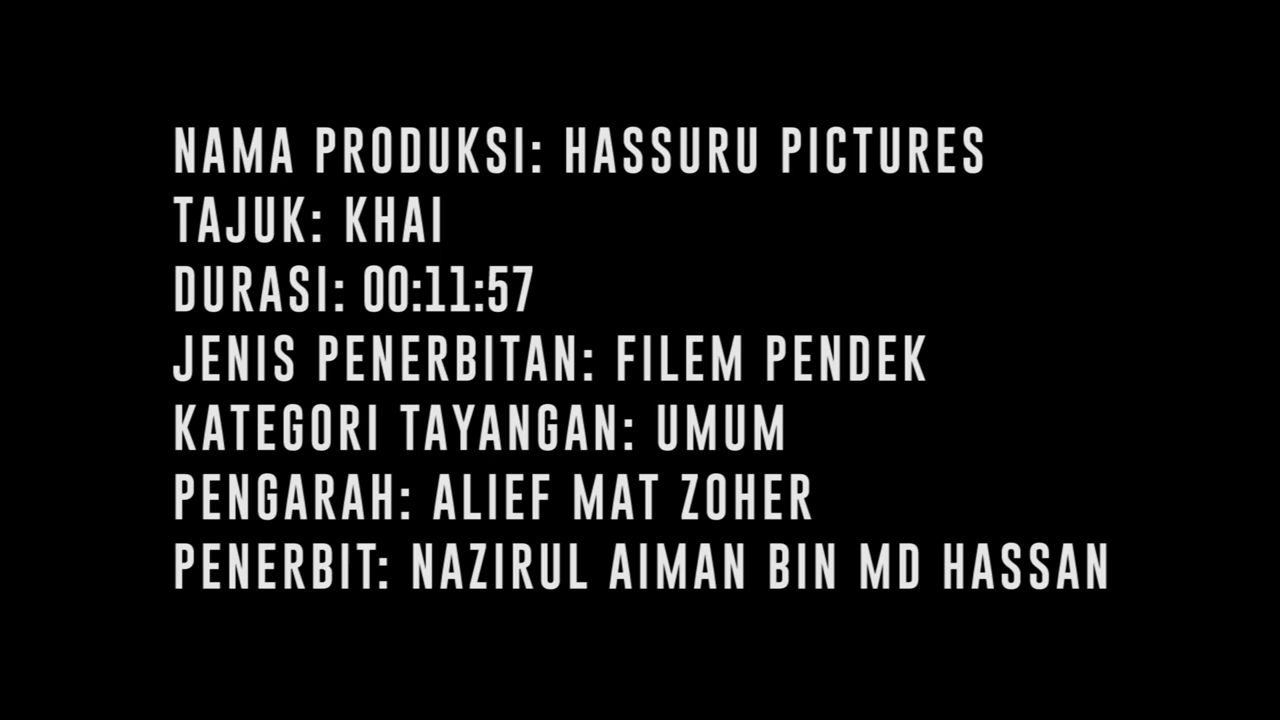 NAMA PRODUKSI: HASSURU PICTURES
TAJUK: KHAI
DURASI: 00:11:57
JENIS PENERBITAN: FILEM PENDEK
KATEGORI TAYANGAN: UMUM
PENGARAH: ALIEF MAT ZOHER
PENERBIT: NAZIRUL AIMAN BIN MD HASSAN